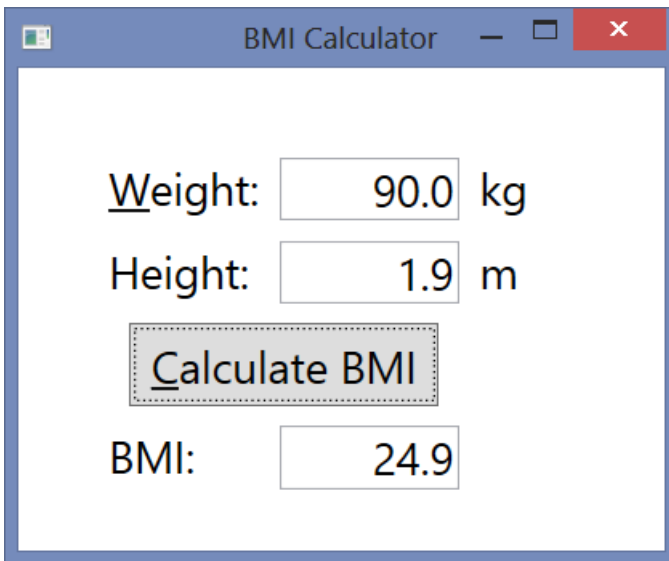 BMI Calculator
Weight: 90.0 kg
Height: 1.9 m
Calculate BMI
BMI: 24.9